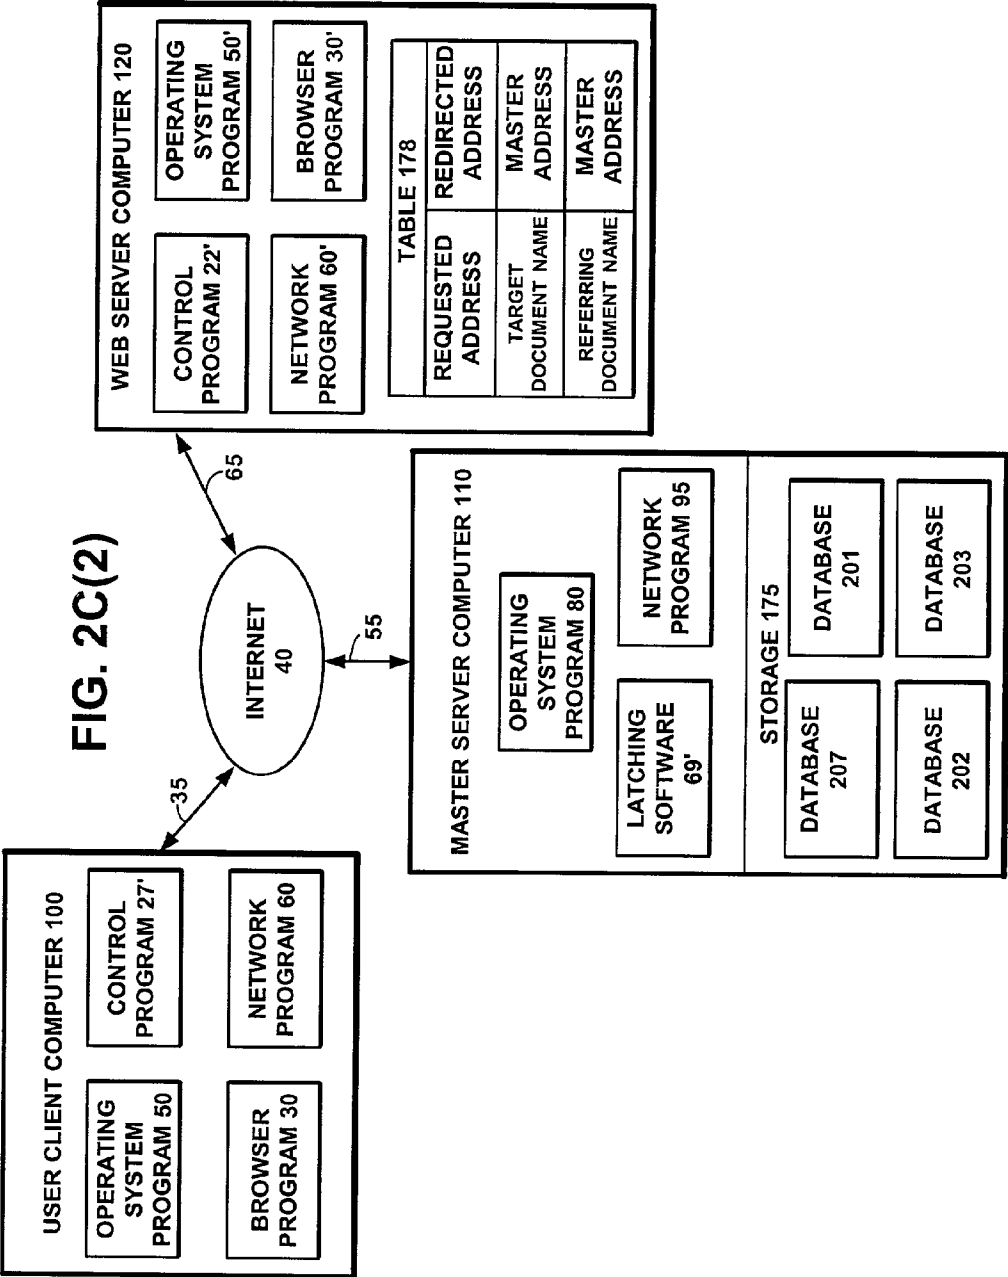 FIG. 2C(2)
USER CLIENT COMPUTER 100
OPERATING
SYSTEM
PROGRAM 50
CONTROL
PROGRAM 27'
BROWSER
PROGRAM 30
NETWORK
PROGRAM 60
35
INTERNET
40
65
55
WEB SERVER COMPUTER 120
CONTROL
PROGRAM 22'
OPERATING
SYSTEM
PROGRAM 50'
NETWORK
PROGRAM 60'
BROWSER
PROGRAM 30'
TABLE 178
REQUESTED
ADDRESS
REDIRECTED
ADDRESS
TARGET
DOCUMENT NAME
MASTER
ADDRESS
REFERRING
DOCUMENT NAME
MASTER
ADDRESS
MASTER SERVER COMPUTER 110
OPERATING
SYSTEM
PROGRAM 80
LATCHING
SOFTWARE
69'
NETWORK
PROGRAM 95
STORAGE 175
DATABASE
207
DATABASE
201
DATABASE
202
DATABASE
203